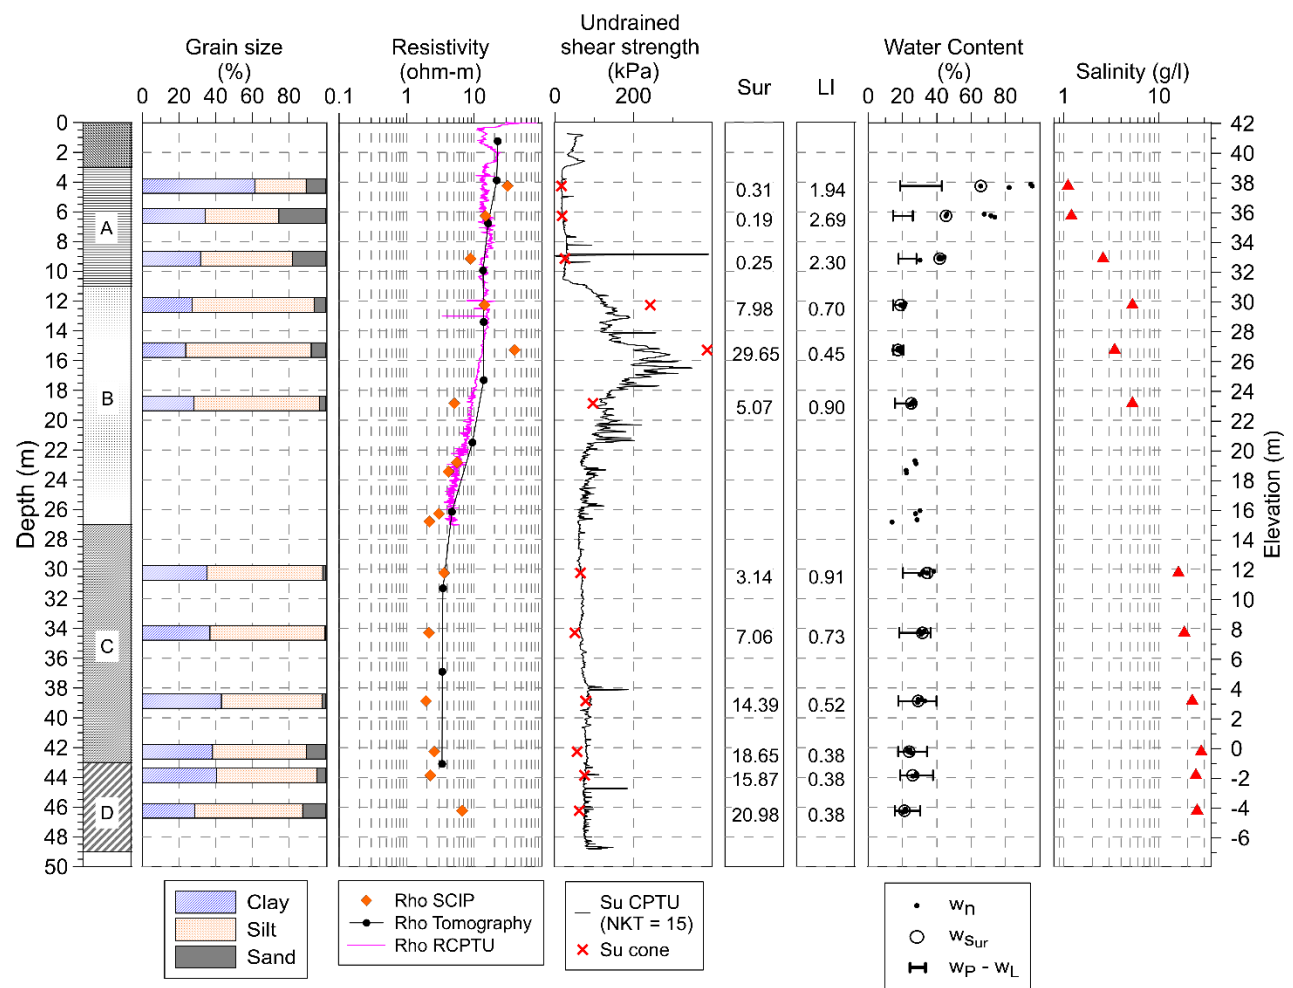 Undrained
Grain size Resistivity shear strength Water Content
(%) (ohm-m) (kPa) Sur LI (%) Salinity (g/l)
0 20 40 60 80 0.1 1 10 0 200 0 20 40 60 80 1 10
Depth (m)
0
2
4
6
8
10
12
14
16
18
20
22
24
26
28
30
32
34
36
38
40
42
44
46
48
50
A
B
C
D
0.31 1.94
0.19 2.69
0.25 2.30
7.98 0.70
29.65 0.45
5.07 0.90
3.14 0.91
7.06 0.73
14.39 0.52
18.65 0.38
15.87 0.38
20.98 0.38
42
40
38
36
34
32
30
28
26
24
22
20
18
16
14
12
10
8
6
4
2
0
-2
-4
-6
Elevation (m)
Clay
Silt
Sand
Rho SCIP
Rho Tomography
Rho RCPTU
Su CPTU
(NKT = 15)
Su cone
wn
wSur
wP - wL